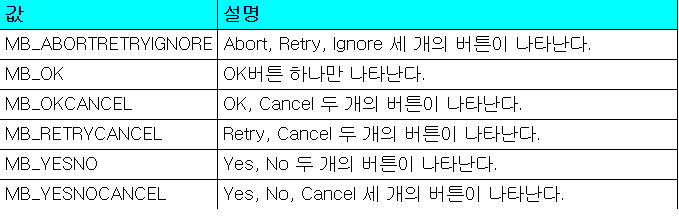 값 설명
MB_ABORTRETRYIGNORE Abort, Retry, Ignore 세 개의 버튼이 나타난다.
MB_OK OK버튼 하나만 나타난다.
MB_OKCANCEL OK, Cancel 두 개의 버튼이 나타난다.
MB_RETRYCANCEL Retry, Cancel 두 개의 버튼이 나타난다.
MB_YESNO Yes, No 두 개의 버튼이 나타난다.
MB_YESNOCANCEL Yes, No, Cancel 세 개의 버튼이 나타난다.